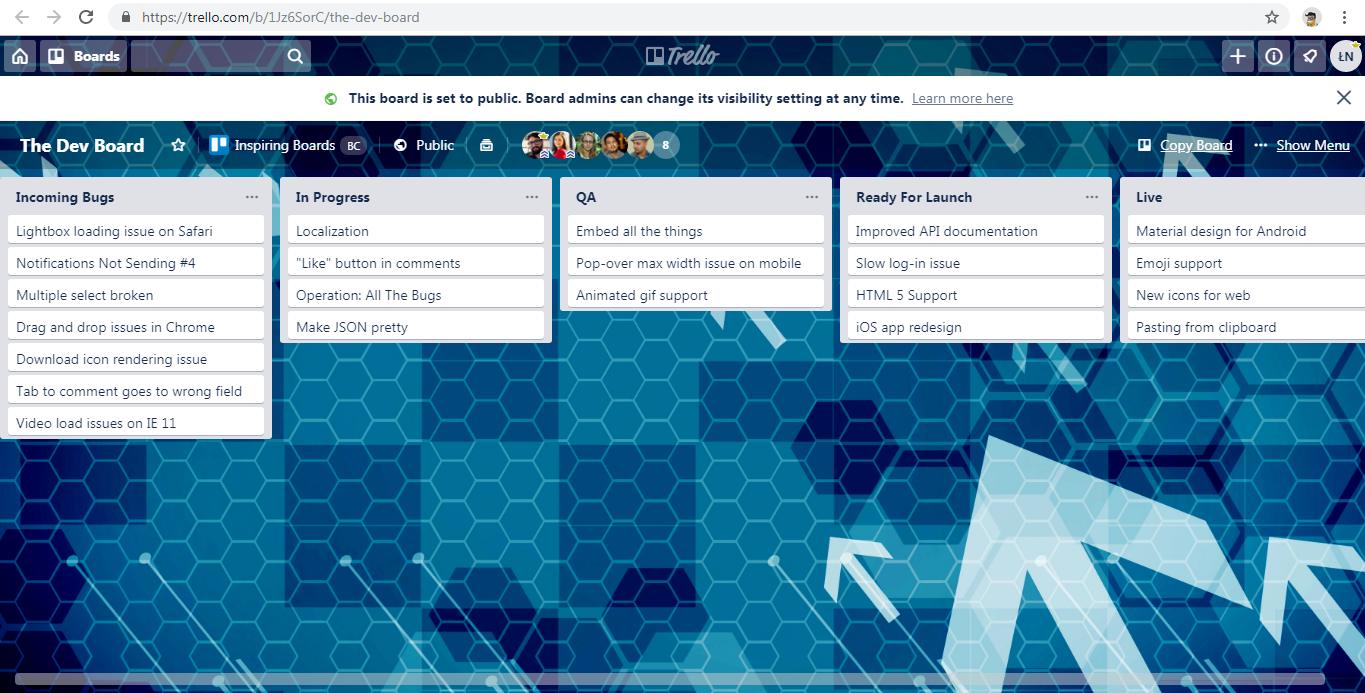 https://trello.com/b/1Jz6SorC/the-dev-board
Boards
Trello
ŁN
This board is set to public. Board admins can change its visibility setting at any time. Learn more here
The Dev Board
Inspiring Boards BC
Public
8
Copy Board
... Show Menu
Incoming Bugs ...
Lightbox loading issue on Safari
Notifications Not Sending #4
Multiple select broken
Drag and drop issues in Chrome
Download icon rendering issue
Tab to comment goes to wrong field
Video load issues on IE 11
In Progress ...
Localization
"Like" button in comments
Operation: All The Bugs
Make JSON pretty
QA ...
Embed all the things
Pop-over max width issue on mobile
Animated gif support
Ready For Launch ...
Improved API documentation
Slow log-in issue
HTML 5 Support
iOS app redesign
Live
Material design for Android
Emoji support
New icons for web
Pasting from clipboard